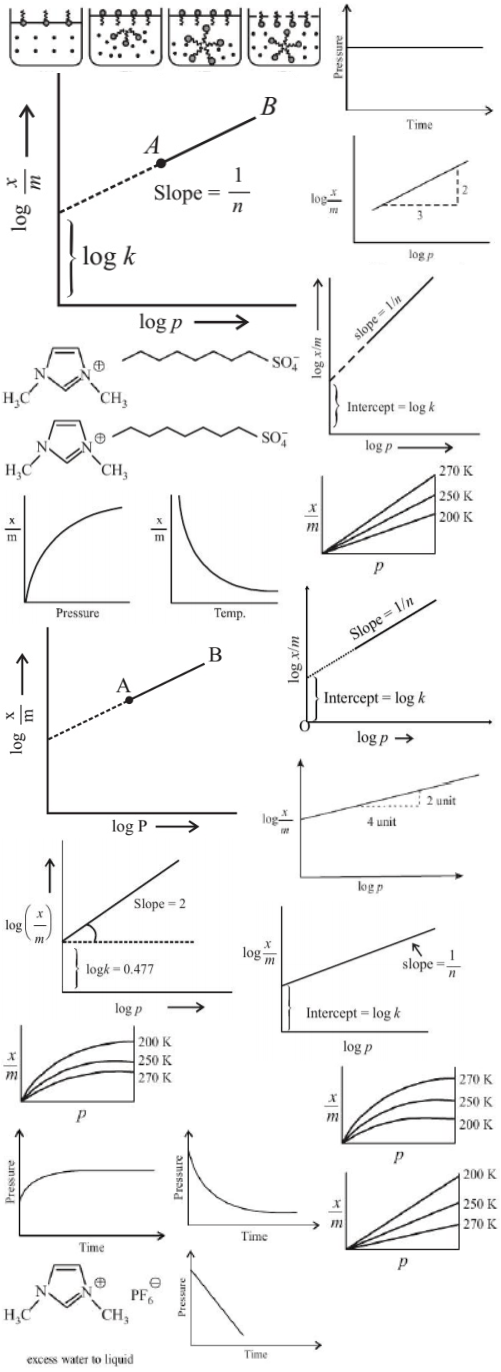 Pressure
Time
log x/m
A
B
Slope = 1/n
log k
log p
log x/m
2
3
log p
N N
⊕
H₃C CH₃
SO₄⁻
N N
⊕
H₃C CH₃
SO₄⁻
log x/m
slope = 1/n
Intercept = log k
log p
x/m
270 K
250 K
200 K
p
x/m
Pressure
x/m
Temp.
log x/m
Slope = 1/n
Intercept = log k
O
log p
log x/m
A
B
log P
log x/m
2 unit
4 unit
log p
log (x/m)
Slope = 2
logk = 0.477
log p
log x/m
slope = 1/n
Intercept = log k
log p
x/m
200 K
250 K
270 K
p
x/m
270 K
250 K
200 K
p
Pressure
Time
Pressure
Time
x/m
200 K
250 K
270 K
p
N N
⊕
H₃C CH₃
PF₆⊖
excess water to liquid
Pressure
Time